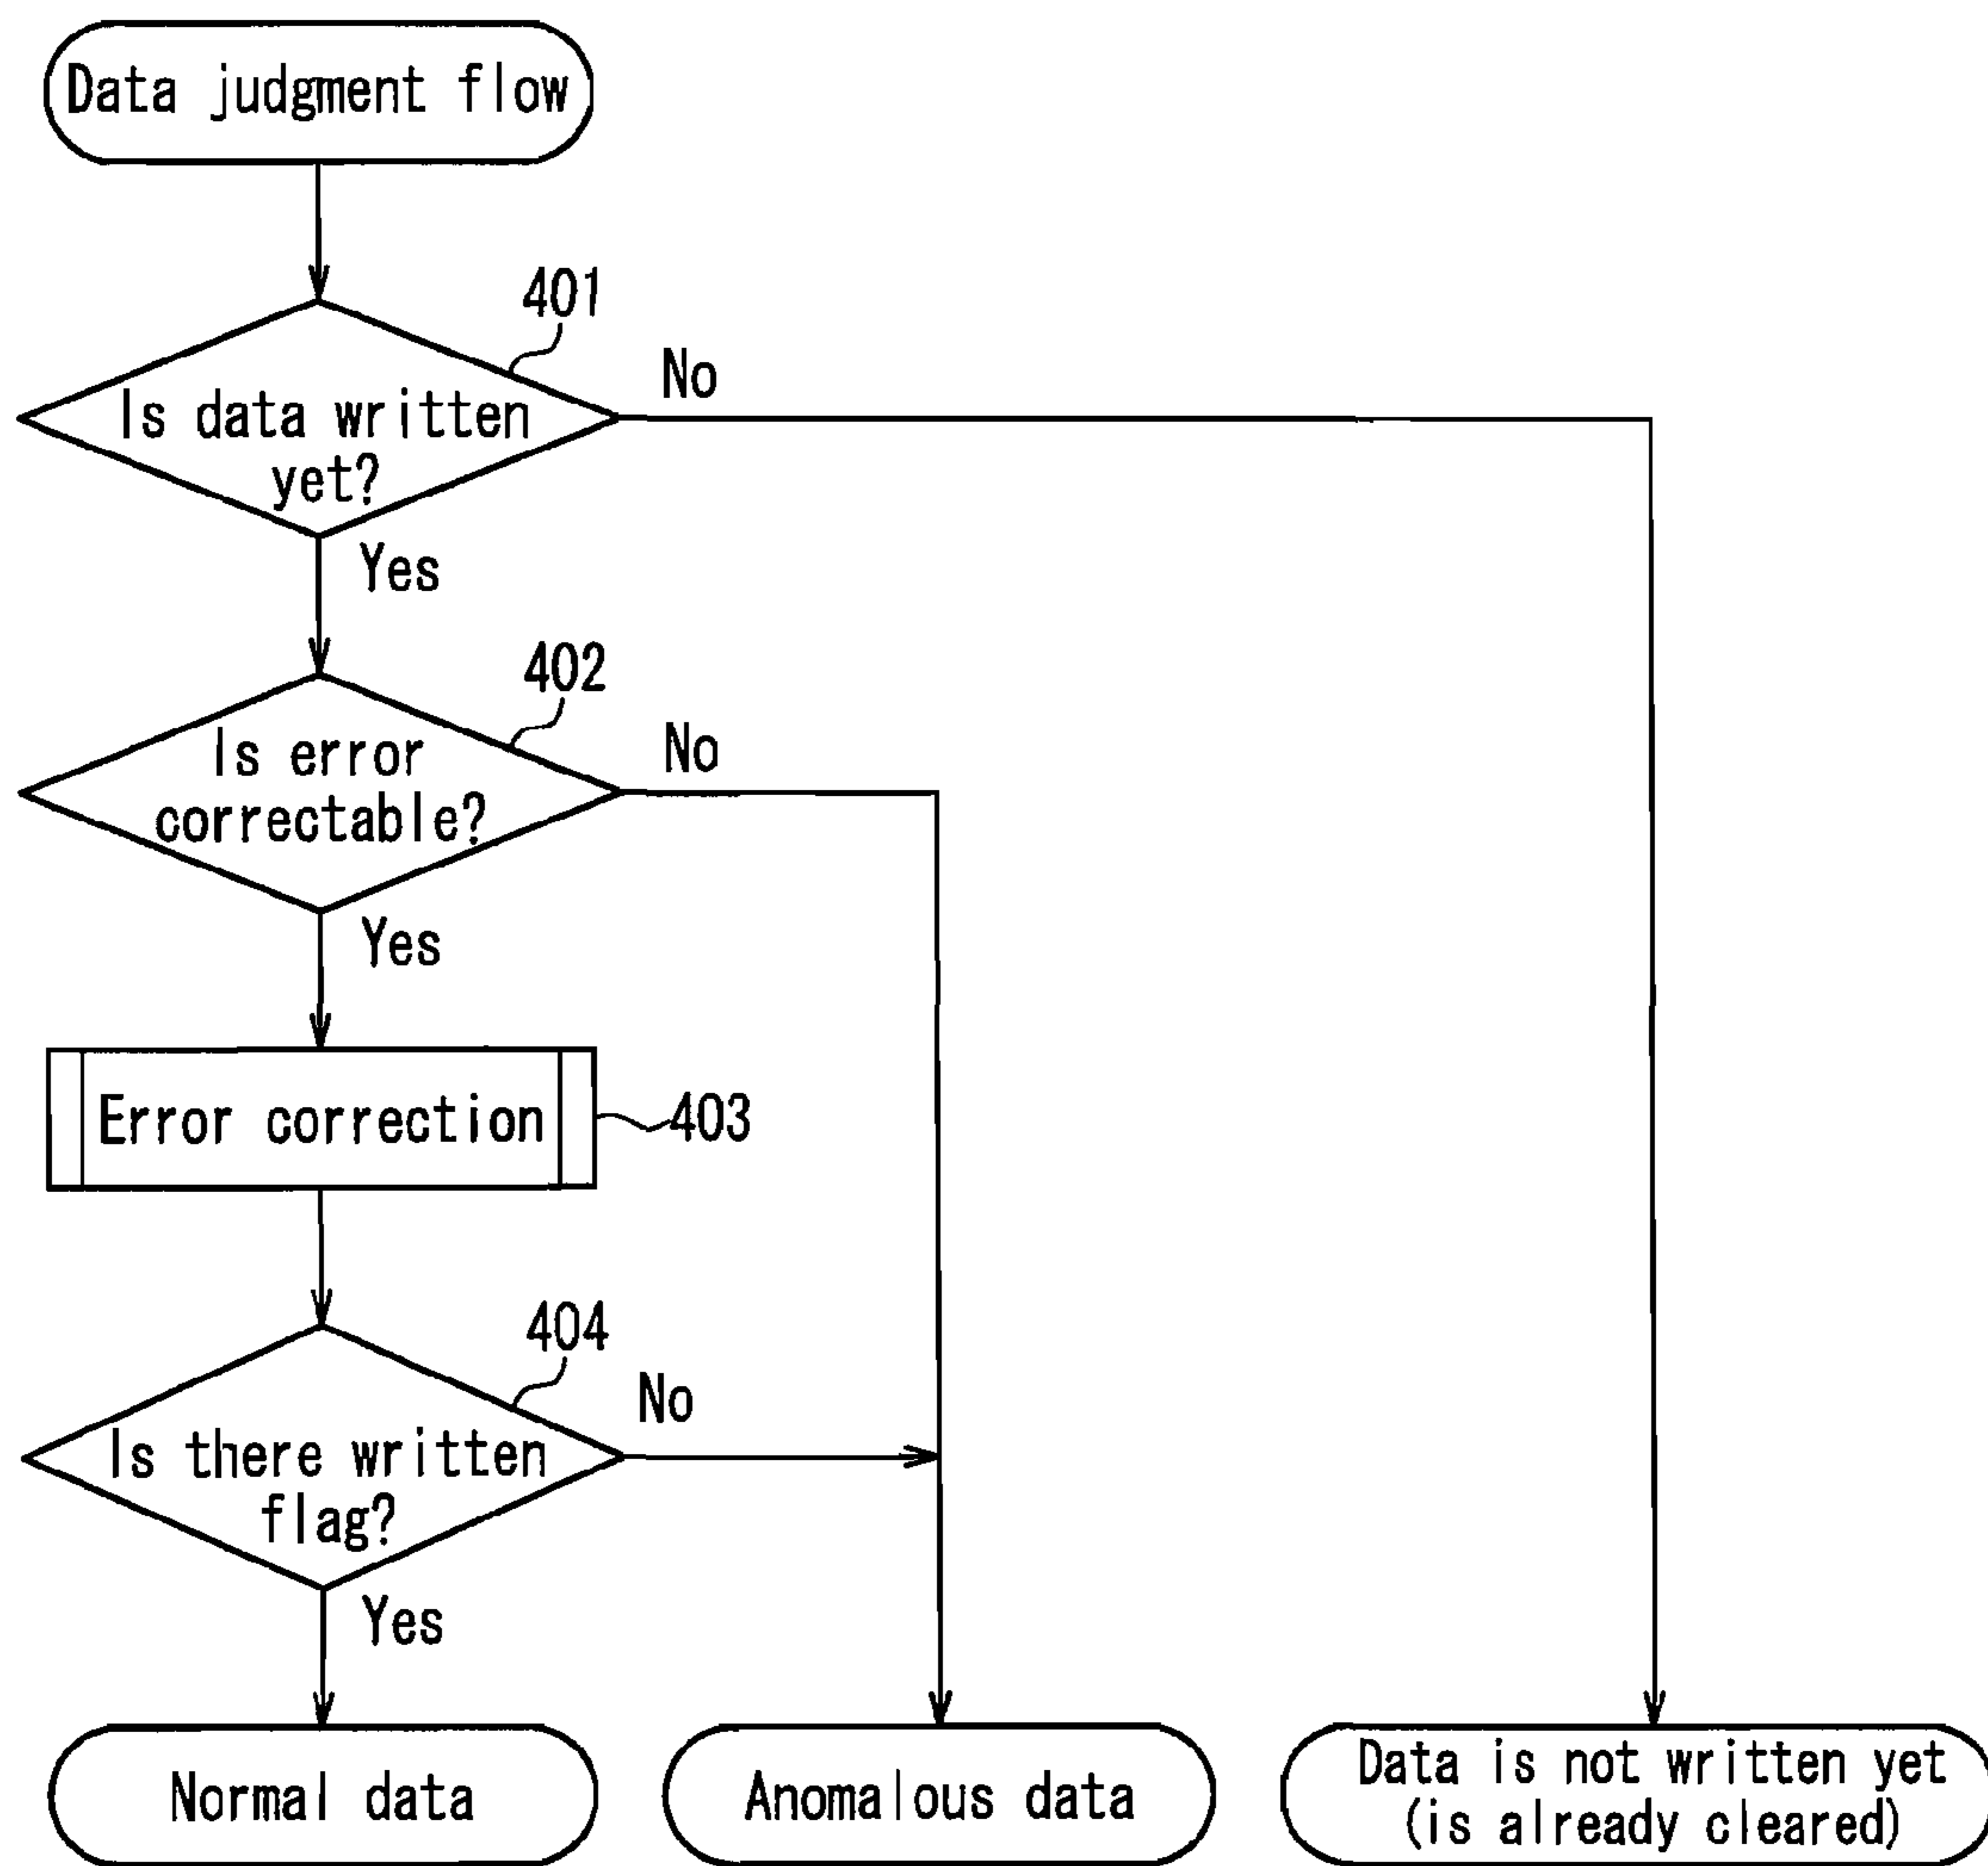 Data judgment flow
401
No
Is data written
yet?
Yes
402
No
Is error
correctable?
Yes
Error correction
403
404
No
Is there written
flag?
Yes
Normal data
Anomalous data
Data is not written yet
(is already cleared)